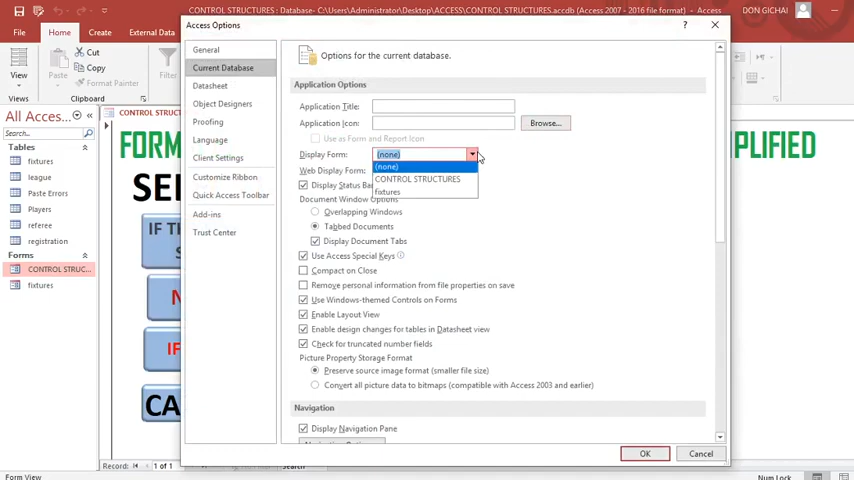 CONTROL STRUCTURES : Database- C:\Users\Administrator\Desktop\ACCESS\CONTROL STRUCTURES.accdb (Access 2007 - 2016 file format)
DON GICHAI
File
Home
Create
External Data
View
Views
Paste
Cut
Copy
Format Painter
Clipboard
Filter
All Acces...
Search...
Tables
fixtures
league
Paste Errors
Players
referee
registration
Forms
CONTROL STRUC...
fixtures
CONTROL STRUCT
FORM
PLIFIED
SEI
IF TH
S
N
IF
CA
Access Options
?
General
Current Database
Datasheet
Object Designers
Proofing
Language
Client Settings
Customize Ribbon
Quick Access Toolbar
Add-ins
Trust Center
Options for the current database.
Application Options
Application Title:
Application Icon:
Browse...
Use as Form and Report Icon
Display Form:
(none)
(none)
CONTROL STRUCTURES
fixtures
Web Display Form:
Display Status Ba
Document Window Options
Overlapping Windows
Tabbed Documents
Display Document Tabs
Use Access Special Keys
Compact on Close
Remove personal information from file properties on save
Use Windows-themed Controls on Forms
Enable Layout View
Enable design changes for tables in Datasheet view
Check for truncated number fields
Picture Property Storage Format
Preserve source image format (smaller file size)
Convert all picture data to bitmaps (compatible with Access 2003 and earlier)
Navigation
Display Navigation Pane
OK
Cancel
Record:
1 of 1
Search
Form View
Num Lock